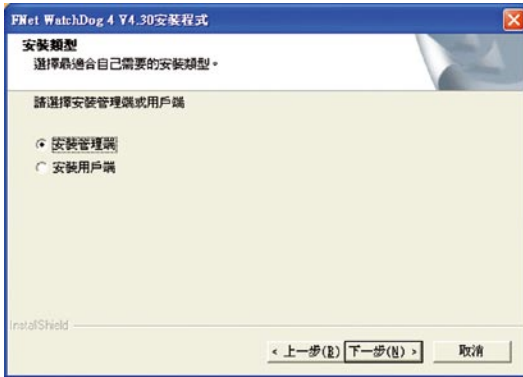 FNet WatchDog 4 V4.30安裝程式
安裝類型
選擇最適合自己需要的安裝類型。
請選擇安裝管理端或用戶端
安裝管理端
安裝用戶端
InstallShield
< 上一步(B)
下一步(N) >
取消